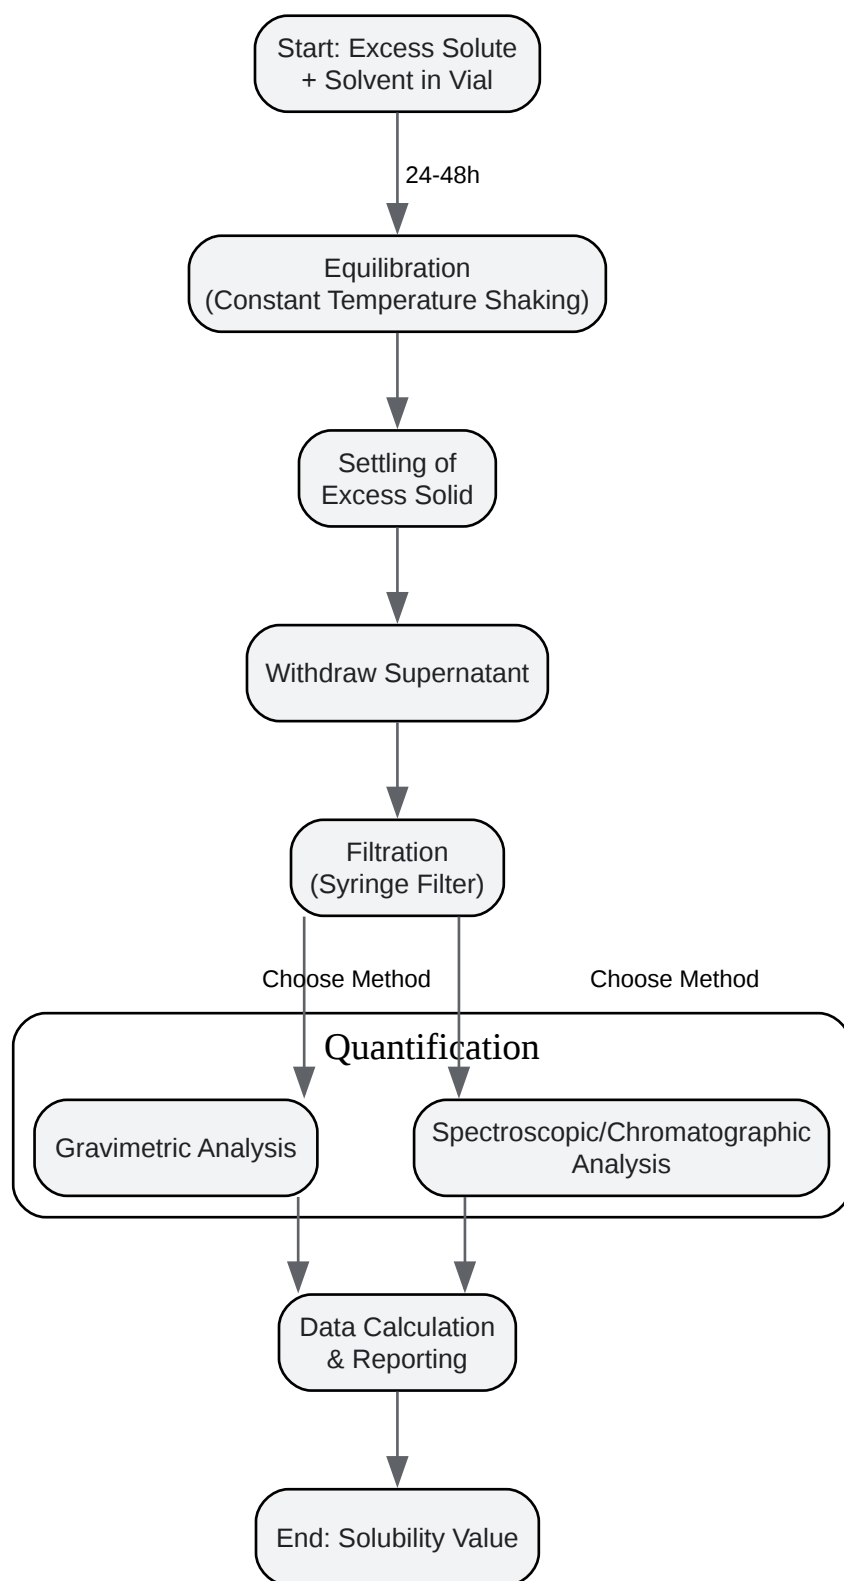 Start: Excess Solute
+ Solvent in Vial
24-48h
Equilibration
(Constant Temperature Shaking)
Settling of
Excess Solid
Withdraw Supernatant
Filtration
(Syringe Filter)
Choose Method
Choose Method
Quantification
Gravimetric Analysis
Spectroscopic/Chromatographic
Analysis
Data Calculation
& Reporting
End: Solubility Value